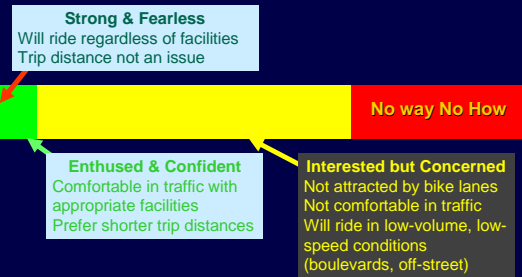 Strong & Fearless
Will ride regardless of facilities
Trip distance not an issue
No way No How
Enthused & Confident
Comfortable in traffic with
appropriate facilities
Prefer shorter trip distances
Interested but Concerned
Not attracted by bike lanes
Not comfortable in traffic
Will ride in low-volume, low-
speed conditions
(boulevards, off-street)